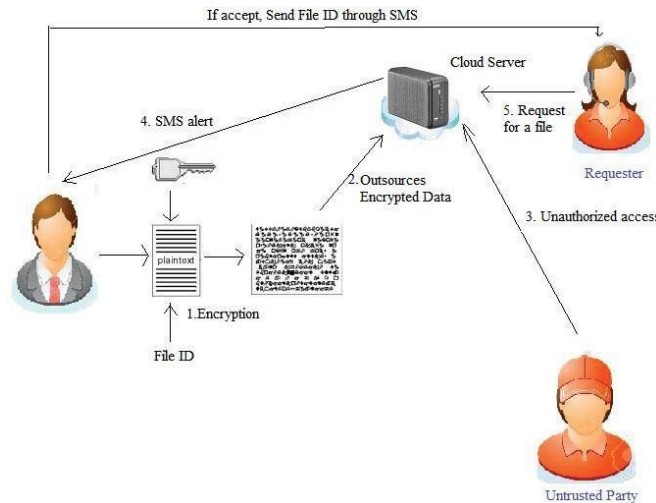 If accept, Send File ID through SMS
Cloud Server
4. SMS alert
5. Request
for a file
Requester
2. Outsources
Encrypted Data
3. Unauthorized access
plaintext
1.Encryption
File ID
Untrusted Party